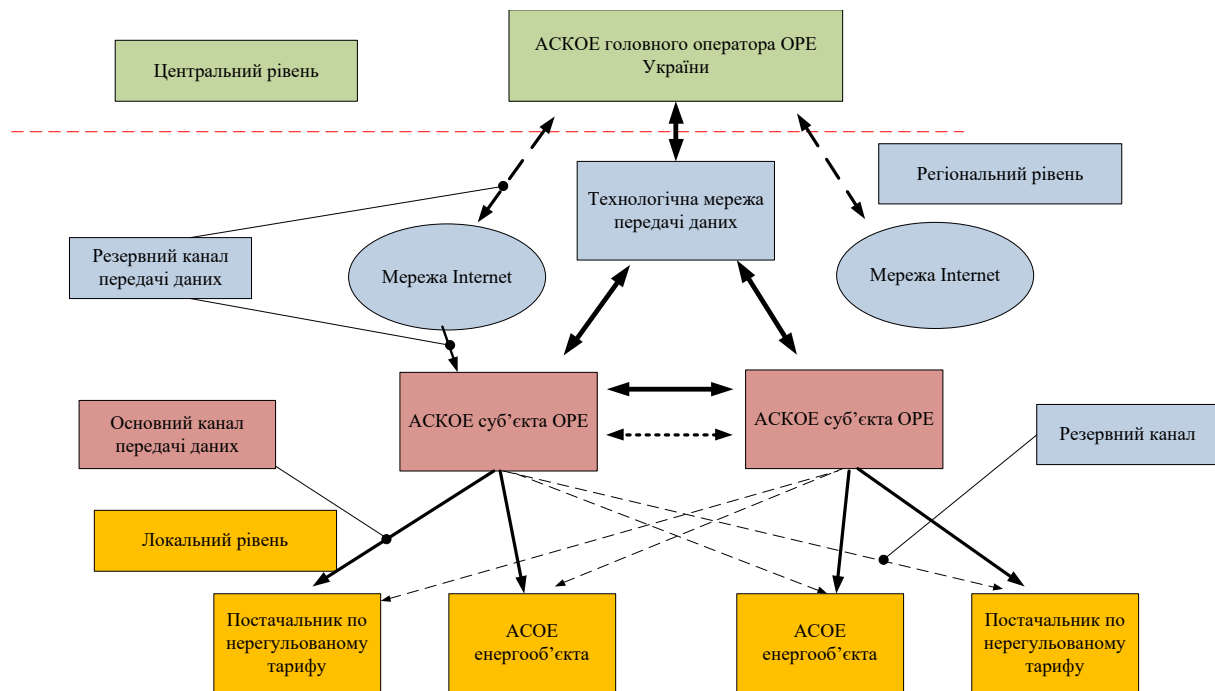 АСКОЕ головного оператора ОРЕ
України
Центральний рівень
Регіональний рівень
Технологічна мережа
передачі даних
Резервний канал
передачі даних
Мережа Internet
Мережа Internet
АСКОЕ суб’єкта ОРЕ
АСКОЕ суб’єкта ОРЕ
Основний канал
передачі даних
Резервний канал
Локальний рівень
Постачальник по
нерегульованому
тарифу
АСОЕ
енергооб’єкта
АСОЕ
енергооб’єкта
Постачальник по
нерегульованому
тарифу